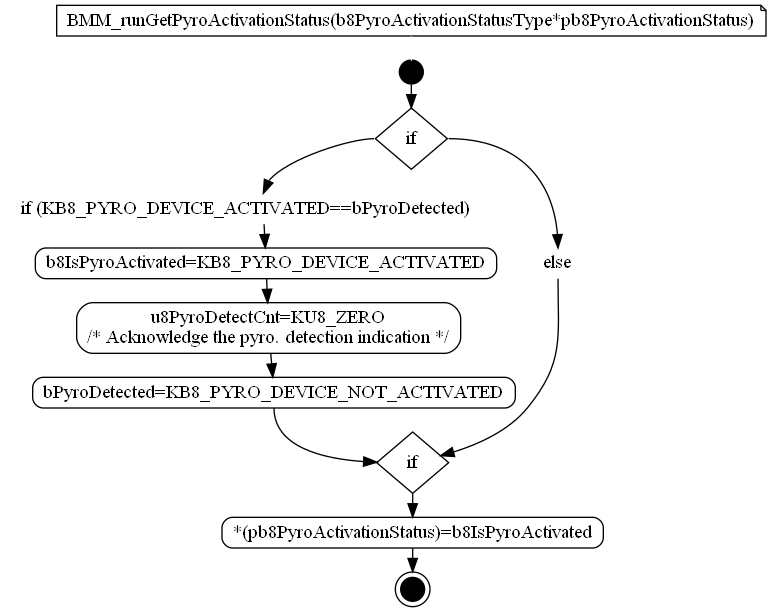 BMM_runGetPyroActivationStatus(b8PyroActivationStatusType*pb8PyroActivationStatus)
if
if (KB8_PYRO_DEVICE_ACTIVATED==bPyroDetected)
b8IsPyroActivated=KB8_PYRO_DEVICE_ACTIVATED
else
u8PyroDetectCnt=KU8_ZERO
/* Acknowledge the pyro. detection indication */
bPyroDetected=KB8_PYRO_DEVICE_NOT_ACTIVATED
if
*(pb8PyroActivationStatus)=b8IsPyroActivated